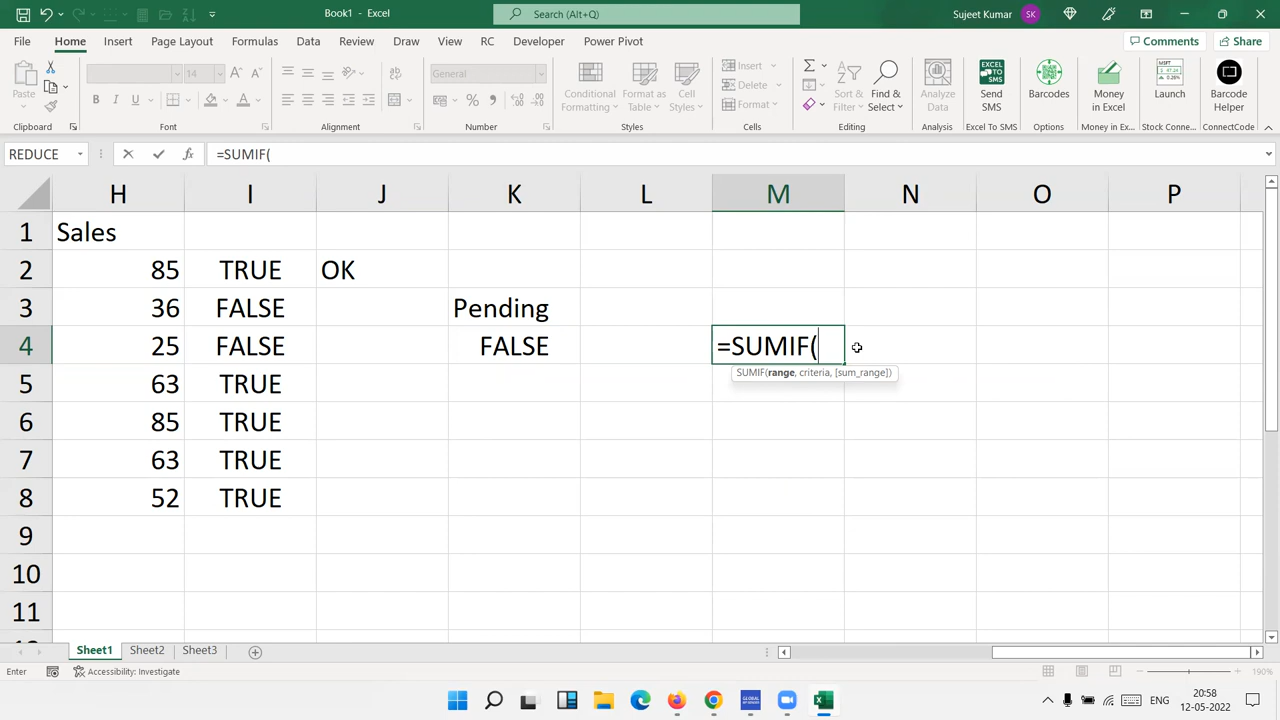 Book1 - Excel
Search (Alt+Q)
Sujeet Kumar
SK
File Home Insert Page Layout Formulas Data Review View Draw RC Developer Power Pivot
Comments
Share
Paste
14
General
B I U
Conditional Formatting
Format as Table
Cell Styles
Insert
Delete
Format
Sort & Filter
Find & Select
Analyze Data
Send SMS
Barcodes
Money in Excel
Launch
Barcode Helper
Clipboard Font Alignment Number Styles Cells Editing Analysis Excel To SMS Options Money in Ex... Stock Conne... ConnectCode
REDUCE
fx
=SUMIF(
H I J K L M N O P
1 Sales
2 85 TRUE OK
3 36 FALSE Pending
4 25 FALSE FALSE =SUMIF(
SUMIF(range, criteria, [sum_range])
5 63 TRUE
6 85 TRUE
7 63 TRUE
8 52 TRUE
9
10
11
Sheet1 Sheet2 Sheet3
Enter
Accessibility: Investigate
190%
ENG
20:58
12-05-2022